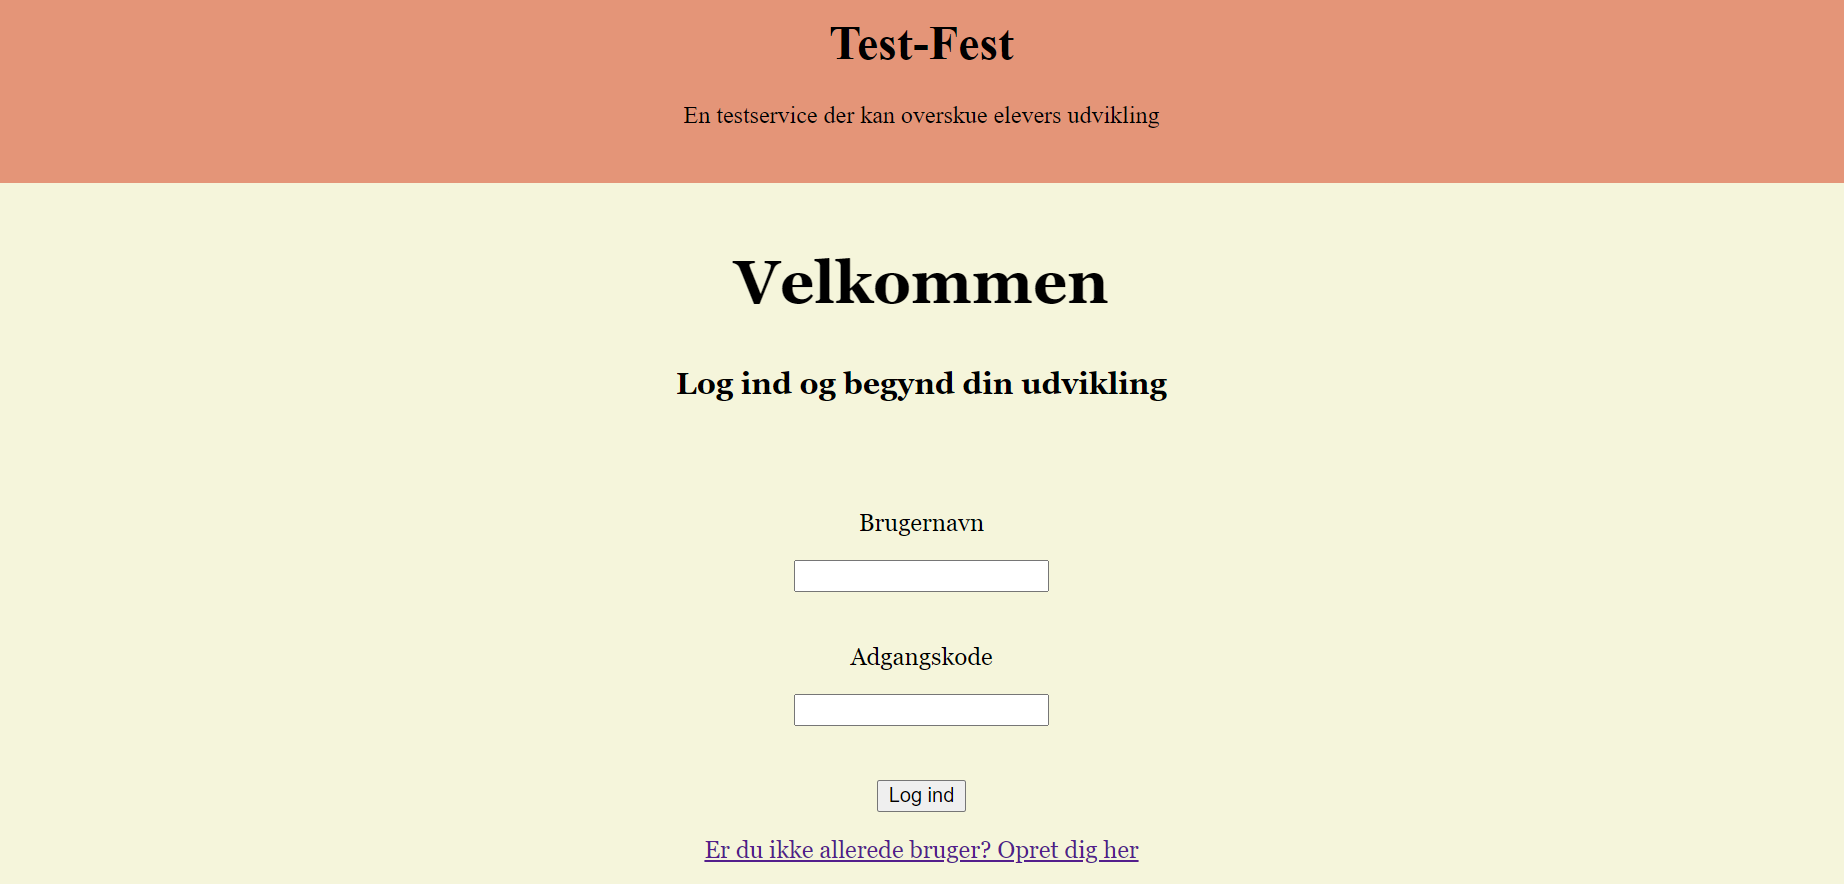 Test-Fest
En testservice der kan overskue elevers udvikling
Velkommen
Log ind og begynd din udvikling
Brugernavn
Adgangskode
Log ind
Er du ikke allerede bruger? Opret dig her